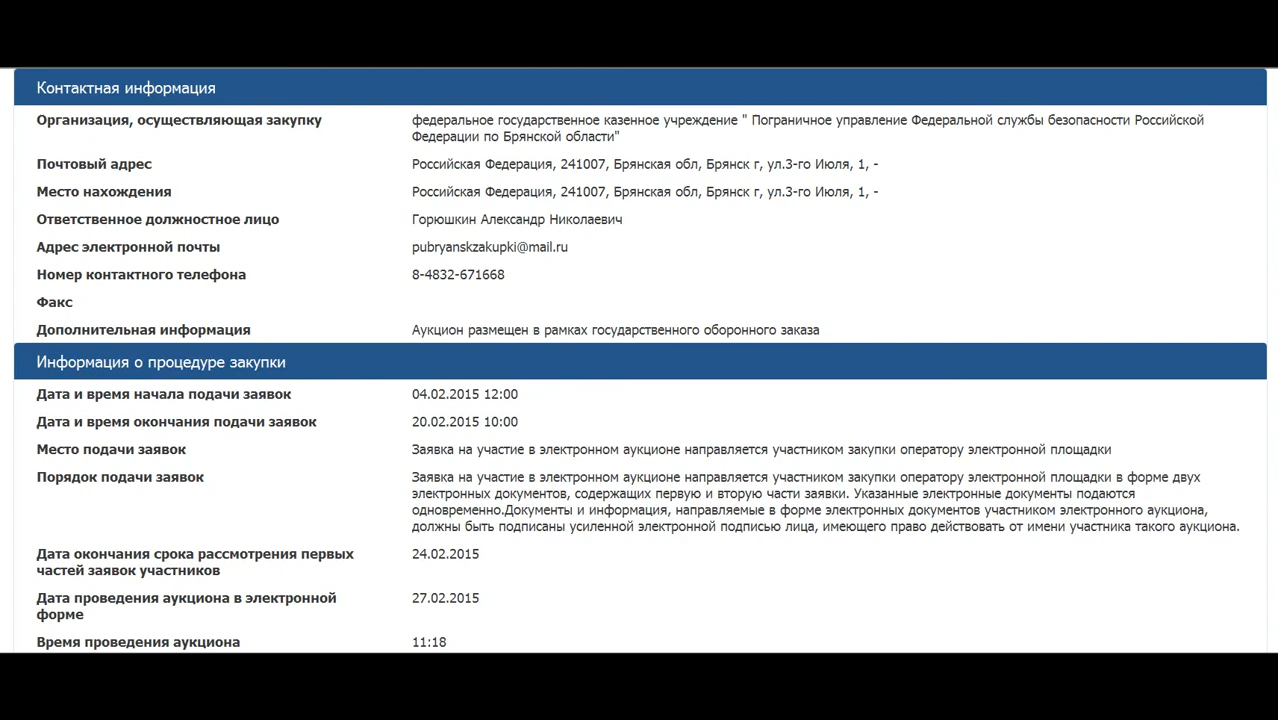 Контактная информация
Организация, осуществляющая закупку
федеральное государственное казенное учреждение " Пограничное управление Федеральной службы безопасности Российской
Федерации по Брянской области"
Почтовый адрес
Российская Федерация, 241007, Брянская обл, Брянск г, ул.3-го Июля, 1, -
Место нахождения
Российская Федерация, 241007, Брянская обл, Брянск г, ул.3-го Июля, 1, -
Ответственное должностное лицо
Горюшкин Александр Николаевич
Адрес электронной почты
pubryanskzakupki@mail.ru
Номер контактного телефона
8-4832-671668
Факс
Дополнительная информация
Аукцион размещен в рамках государственного оборонного заказа
Информация о процедуре закупки
Дата и время начала подачи заявок
04.02.2015 12:00
Дата и время окончания подачи заявок
20.02.2015 10:00
Место подачи заявок
Заявка на участие в электронном аукционе направляется участником закупки оператору электронной площадки
Порядок подачи заявок
Заявка на участие в электронном аукционе направляется участником закупки оператору электронной площадки в форме двух
электронных документов, содержащих первую и вторую части заявки. Указанные электронные документы подаются
одновременно.Документы и информация, направляемые в форме электронных документов участником электронного аукциона,
должны быть подписаны усиленной электронной подписью лица, имеющего право действовать от имени участника такого аукциона.
Дата окончания срока рассмотрения первых
частей заявок участников
24.02.2015
Дата проведения аукциона в электронной
форме
27.02.2015
Время проведения аукциона
11:18